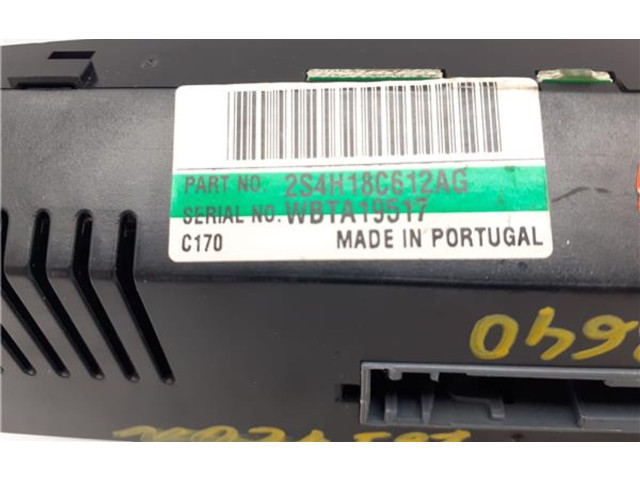 PART NO: 2S4H18C612AG
SERIAL NO. WBTA19517
C170 MADE IN PORTUGAL
640